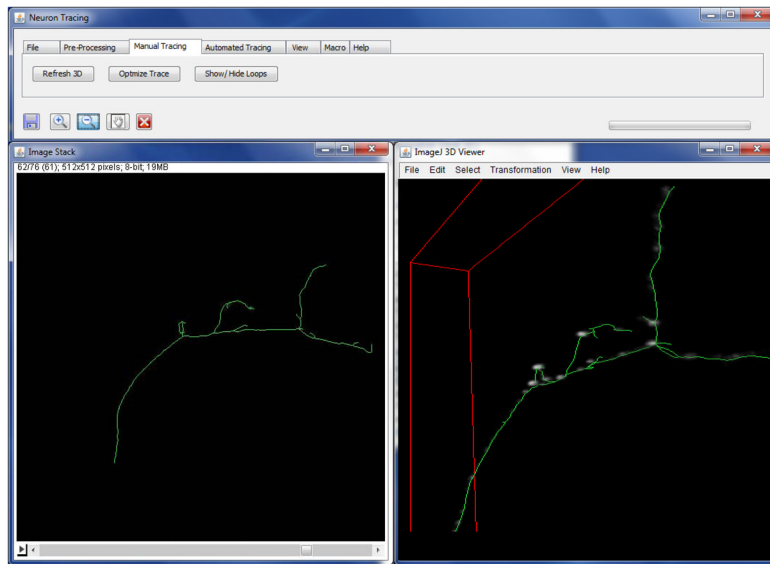 Neuron Tracing
File Pre-Processing Manual Tracing Automated Tracing View Macro Help
Refresh 3D Optmize Trace Show/Hide Loops
Image Stack
62/76 (61); 512x512 pixels; 8-bit; 19MB
ImageJ 3D Viewer
File Edit Select Transformation View Help